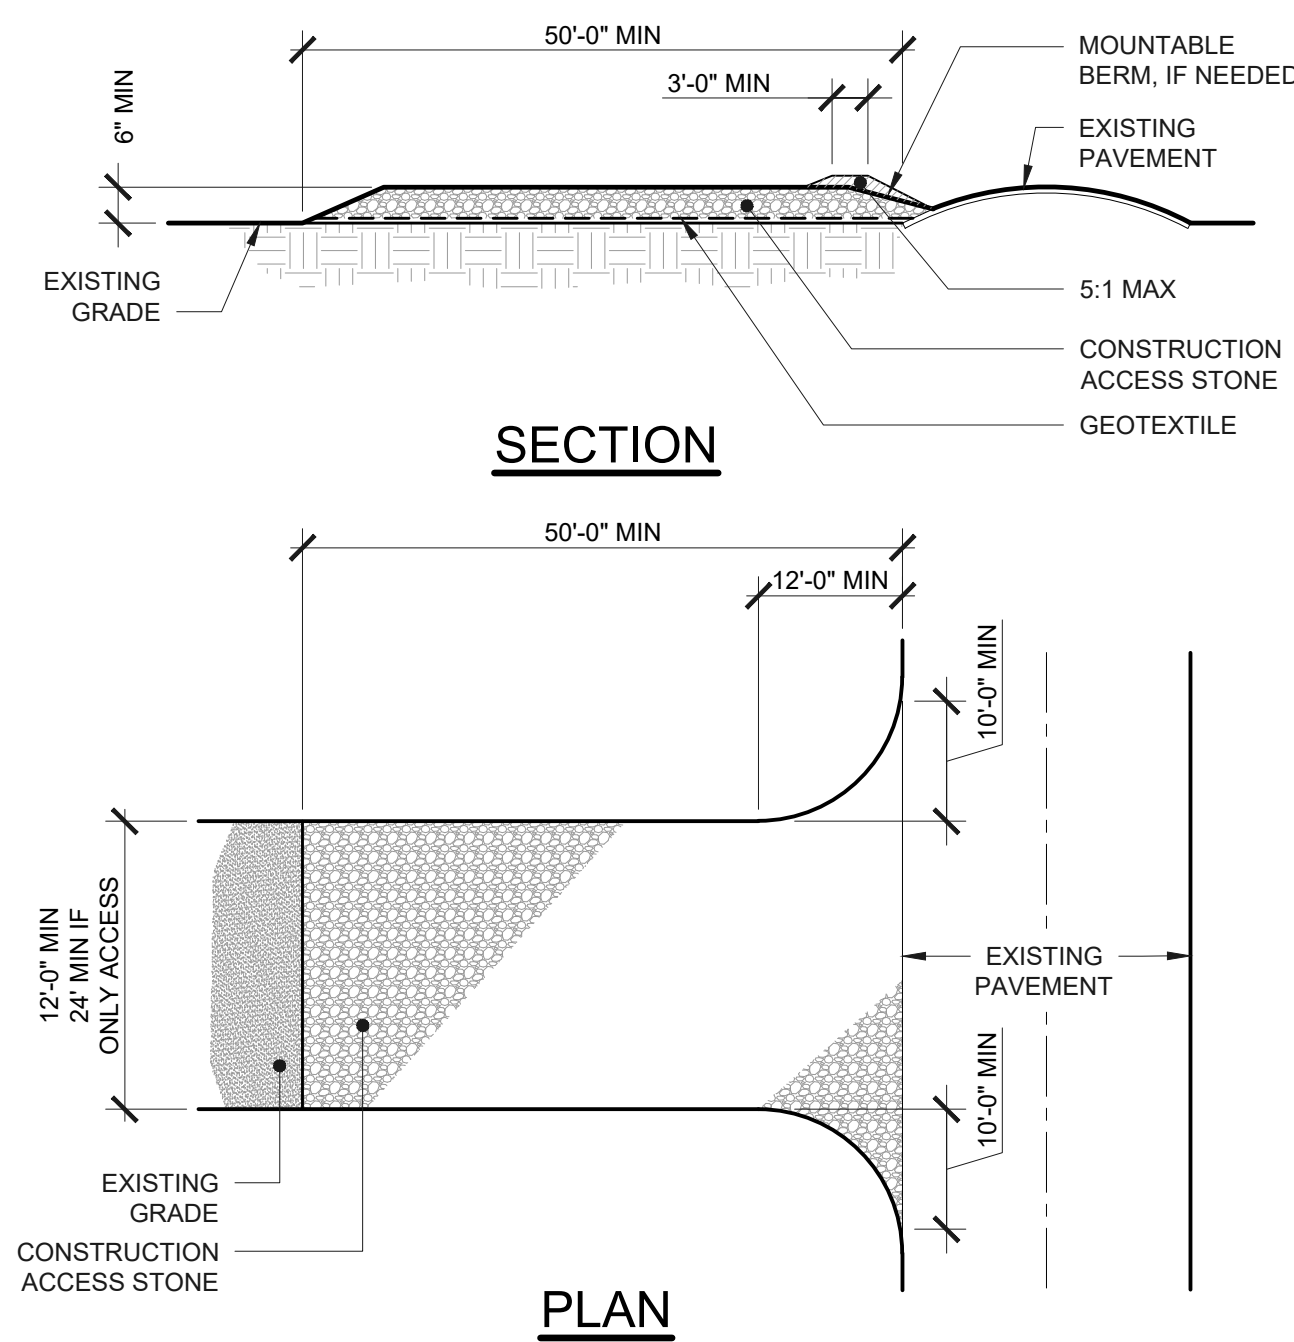 50'-0" MIN
3'-0" MIN
MOUNTABLE
BERM, IF NEEDED
6" MIN
EXISTING
PAVEMENT
EXISTING
GRADE
5:1 MAX
CONSTRUCTION
ACCESS STONE
GEOTEXTILE
SECTION
50'-0" MIN
12'-0" MIN
10'-0" MIN
12'-0" MIN
24' MIN IF
ONLY ACCESS
EXISTING
PAVEMENT
10'-0" MIN
EXISTING
GRADE
CONSTRUCTION
ACCESS STONE
PLAN